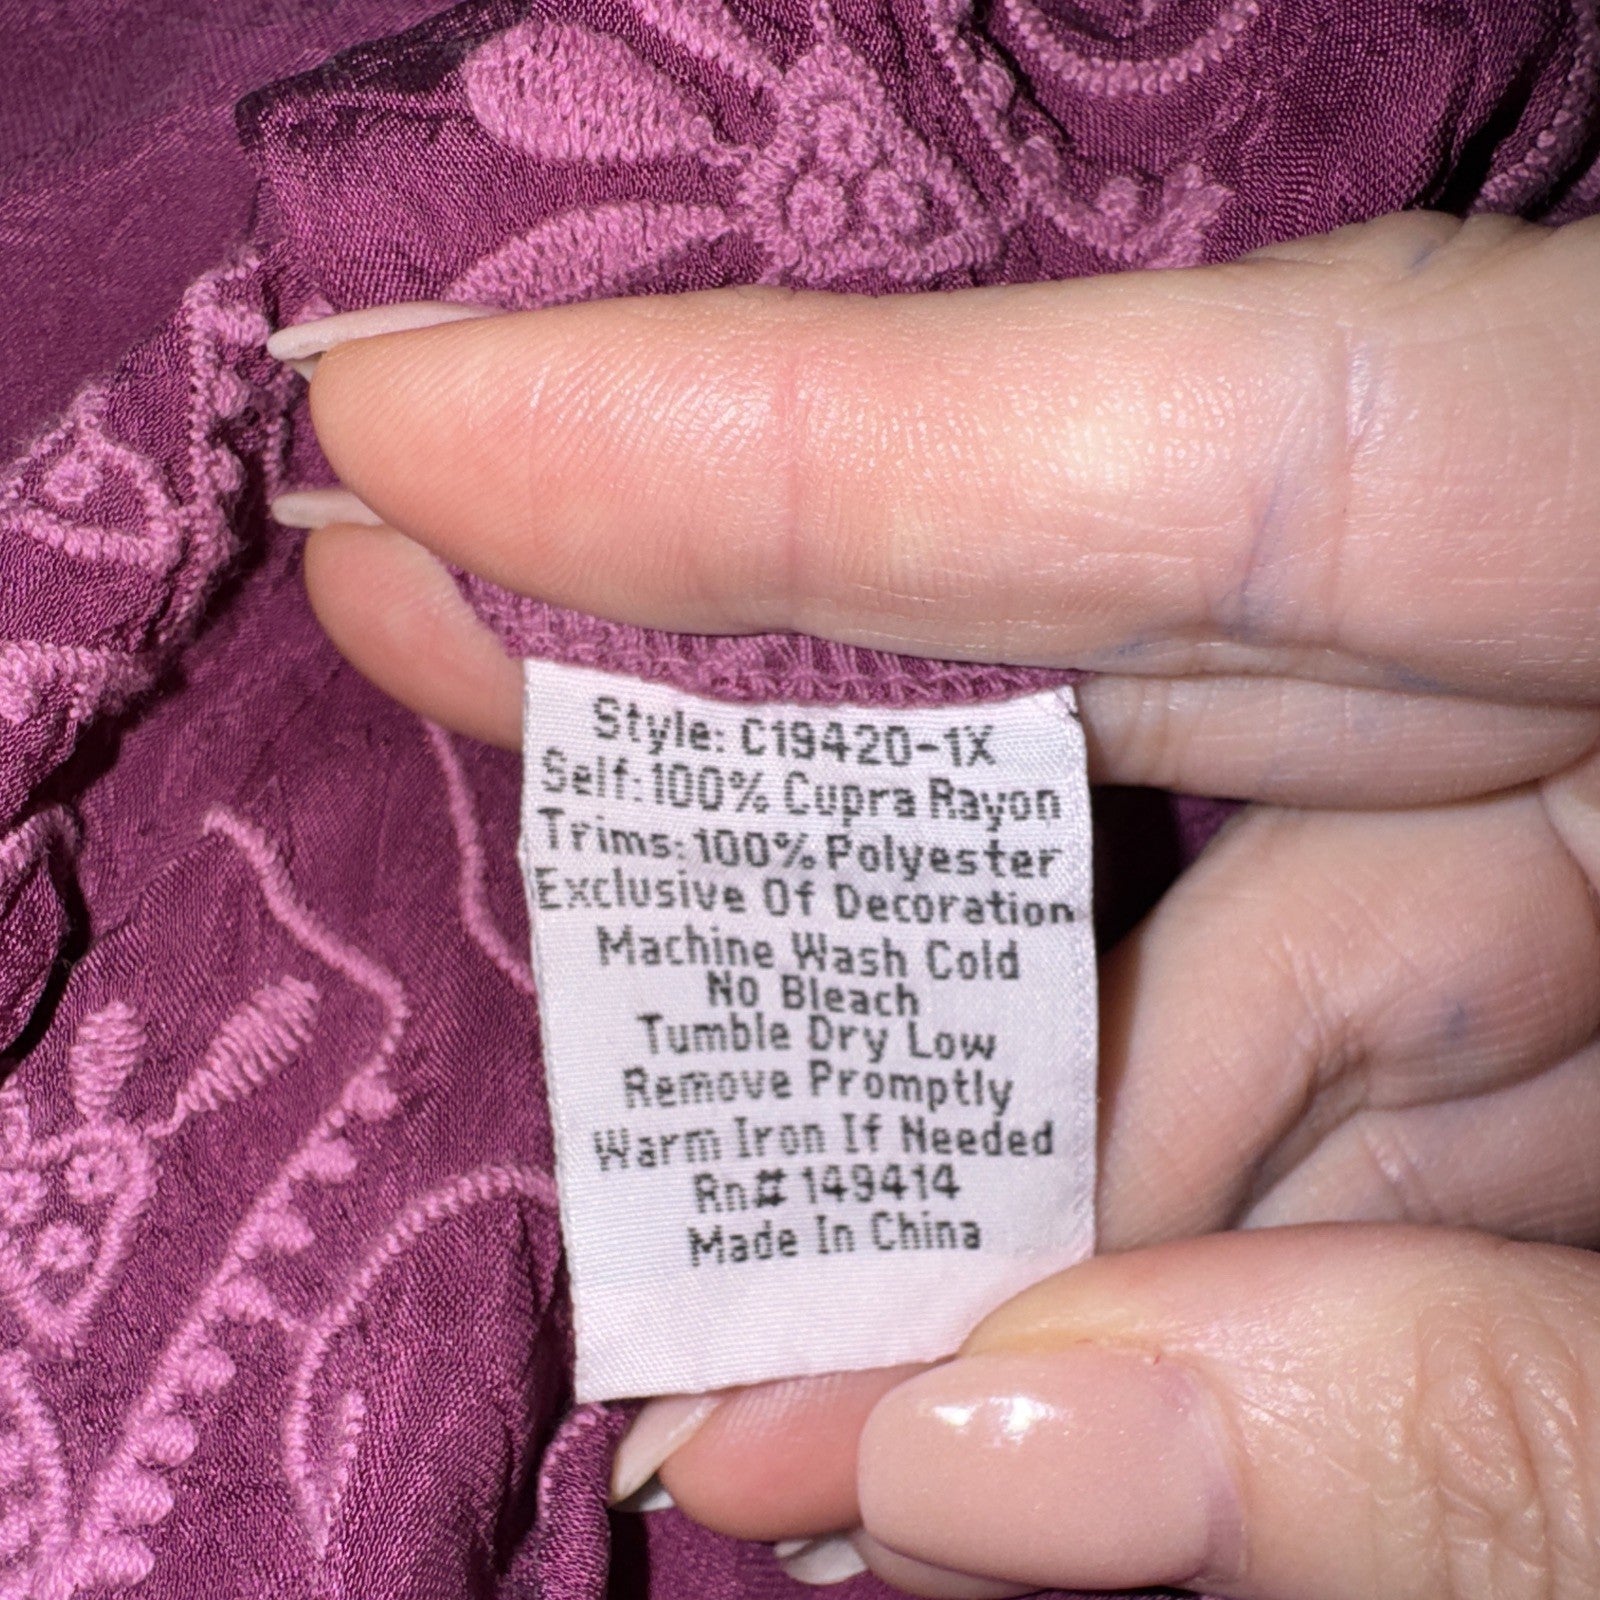 Style: C19420-1X
Self:100% Cupra Rayon
Trims:100% Polyester
Exclusive Of Decoration
Machine Wash Cold
No Bleach
Tumble Dry Low
Remove Promptly
Warm Iron If Needed
Rn# 149414
Made In China